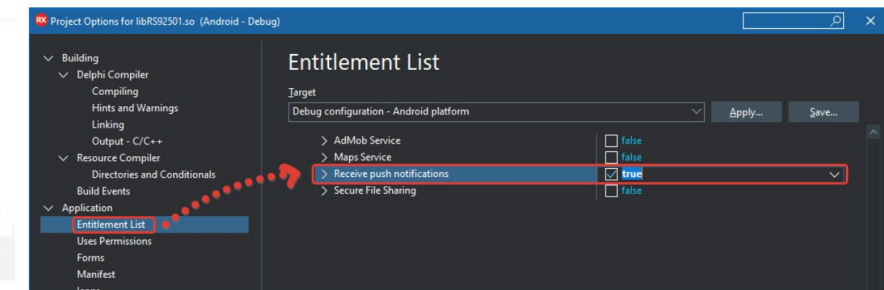 RX Project Options for libRS92501.so (Android - Debug)
Building
Delphi Compiler
Compiling
Hints and Warnings
Linking
Output - C/C++
Resource Compiler
Directories and Conditionals
Build Events
Application
Entitlement List
Uses Permissions
Forms
Manifest
Entitlement List
Target
Debug configuration - Android platform
Apply...
Save...
AdMob Service false
Maps Service false
Receive push notifications true
Secure File Sharing false